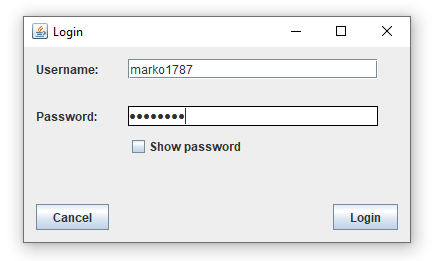 Login
Username: marko1787
Password: ••••••••
Show password
Cancel Login